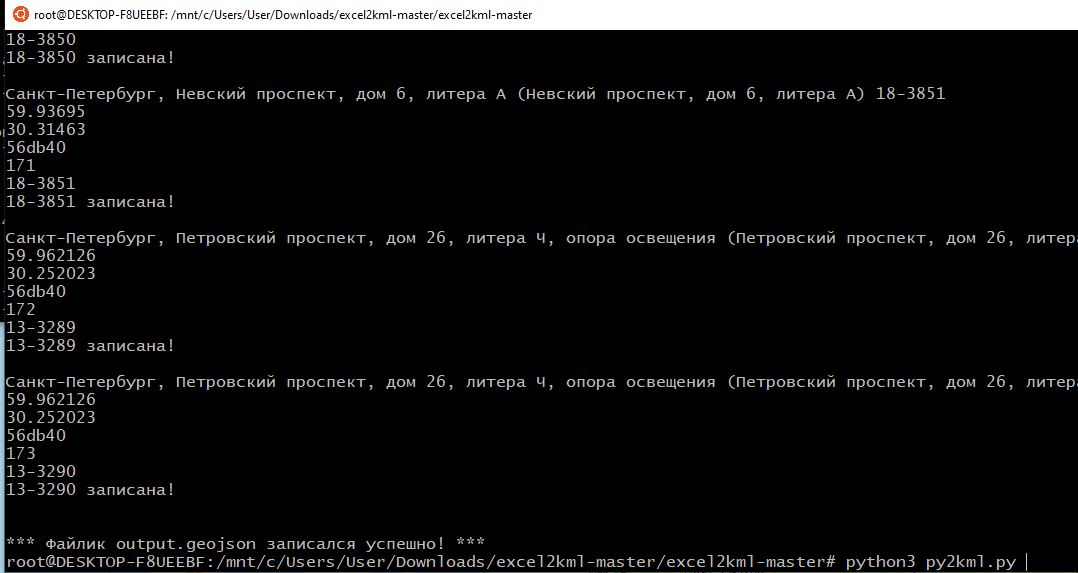 root@DESKTOP-F8UEEBF: /mnt/c/Users/User/Downloads/excel2kml-master/excel2kml-master
18-3850
18-3850 записана!
Санкт-Петербург, Невский проспект, дом 6, литера А (Невский проспект, дом 6, литера А) 18-3851
59.93695
30.31463
56db40
171
18-3851
18-3851 записана!
Санкт-Петербург, Петровский проспект, дом 26, литера Ч, опора освещения (Петровский проспект, дом 26, литера
59.962126
30.252023
56db40
172
13-3289
13-3289 записана!
Санкт-Петербург, Петровский проспект, дом 26, литера Ч, опора освещения (Петровский проспект, дом 26, литера
59.962126
30.252023
56db40
173
13-3290
13-3290 записана!
*** Файлик output.geojson записался успешно! ***
root@DESKTOP-F8UEEBF:/mnt/c/Users/User/Downloads/excel2kml-master/excel2kml-master# python3 py2kml.py